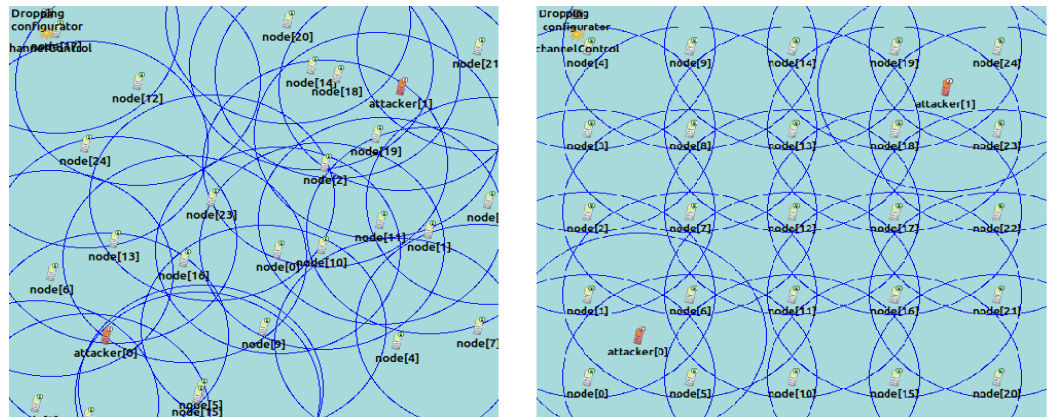 Dropping
configurator
node[17]
hannelControl
node[20]
node[21
node[14]
node[18]
node[12]
attacker[1]
node[24]
node[19]
node[2]
node[
node[23]
node[11]
node[1]
node[13]
node[0]
node[10]
node[16]
node[6]
attacker[0]
node[9]
node[4]
node[7]
node[5]
node[15]
Dropping
configurator
channelControl
node[4]
node[9]
node[14]
node[19]
node[24]
attacker[1]
node[3]
node[8]
node[13]
node[18]
node[23]
node[2]
node[7]
node[12]
node[17]
node[22]
node[1]
node[6]
node[11]
node[16]
node[21]
attacker[0]
node[0]
node[5]
node[10]
node[15]
node[20]